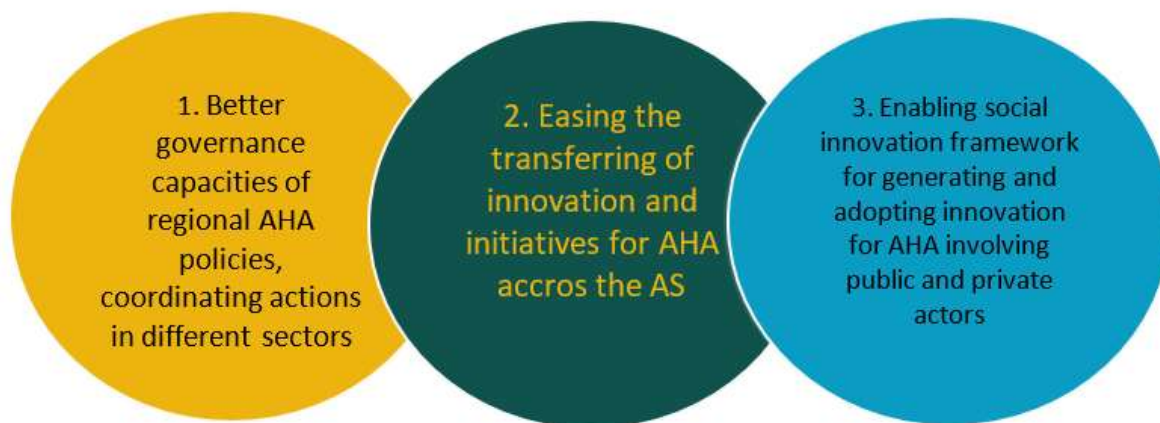 1. Better
governance
capacities of
regional AHA
policies,
coordinating actions
in different sectors
2. Easing the
transferring of
innovation and
initiatives for AHA
accros the AS
3. Enabling social
innovation framework
for generating and
adopting innovation
for AHA involving
public and private
actors